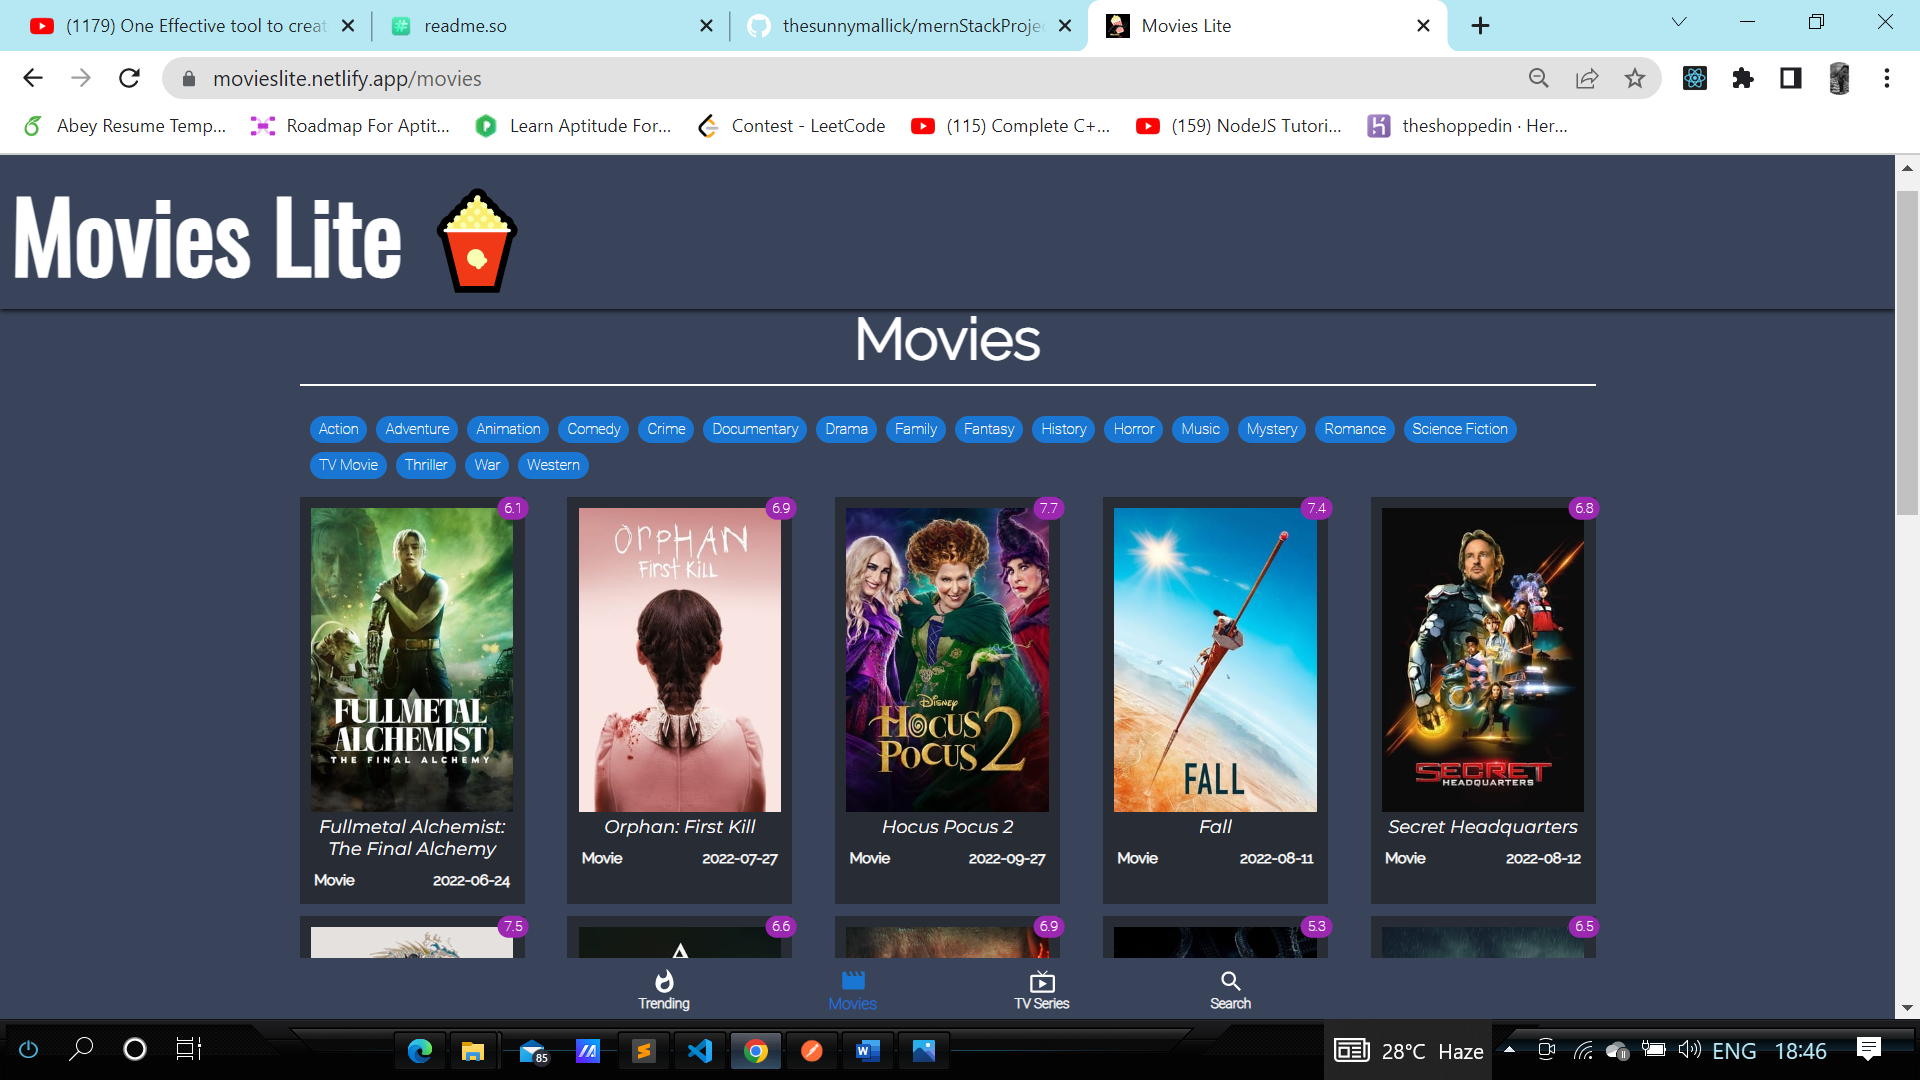 (1179) One Effective tool to creat
readme.so
thesunnymallick/mernStackProje
Movies Lite
movieslite.netlify.app/movies
Abey Resume Temp...
Roadmap For Aptit...
Learn Aptitude For...
Contest - LeetCode
(115) Complete C+...
(159) NodeJS Tutori...
theshoppedin · Her...
Movies Lite
Movies
Action Adventure Animation Comedy Crime Documentary Drama Family Fantasy History Horror Music Mystery Romance Science Fiction
TV Movie Thriller War Western
6.1
FULLMETAL
ALCHEMIST
THE FINAL ALCHEMY
Fullmetal Alchemist:
The Final Alchemy
Movie 2022-06-24
6.9
ORPHAN
FIRST KILL
Orphan: First Kill
Movie 2022-07-27
7.7
Disney
HOCUS
POCUS 2
Hocus Pocus 2
Movie 2022-09-27
7.4
FALL
Fall
Movie 2022-08-11
6.8
SECRET
HEADQUARTERS
Secret Headquarters
Movie 2022-08-12
7.5
6.6
6.9
5.3
6.5
Trending
Movies
TV Series
Search
85
28°C Haze
ENG
18:46